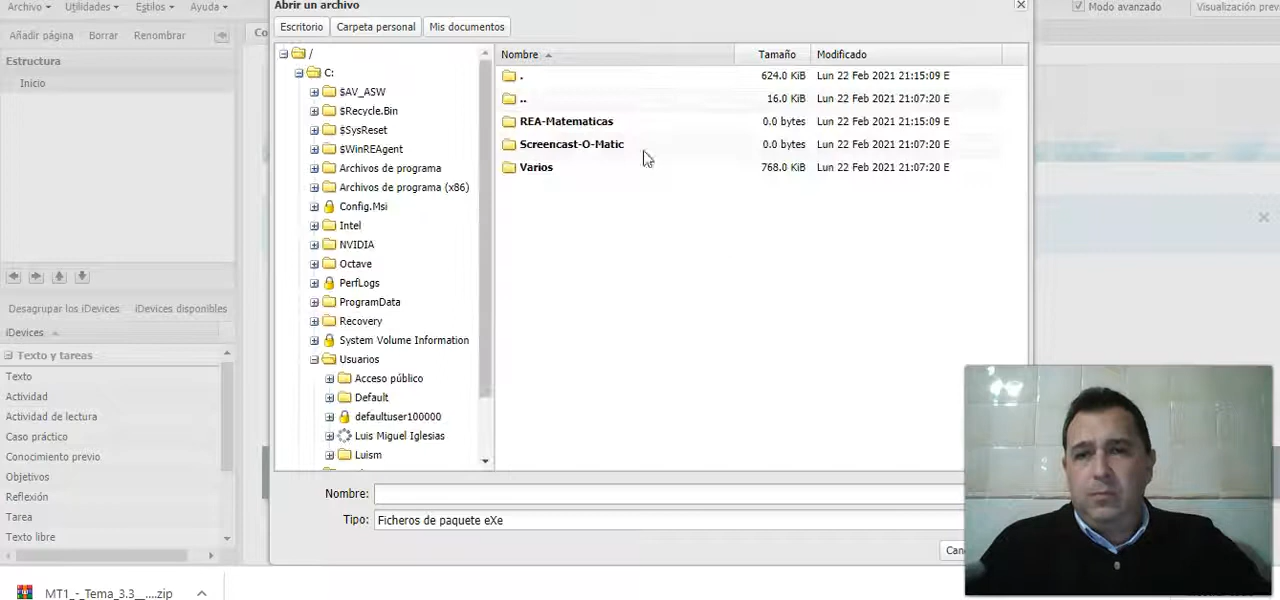 Archivo Utilidades Estilos Ayuda
Abrir un archivo
Modo avanzado
Añadir página Borrar Renombrar
Escritorio Carpeta personal Mis documentos
Estructura
Inicio
/
C:
$AV_ASW
$Recycle.Bin
$SysReset
$WinREAgent
Archivos de programa
Archivos de programa (x86)
Config.Msi
Intel
NVIDIA
Octave
PerfLogs
ProgramData
Recovery
System Volume Information
Usuarios
Acceso público
Default
defaultuser100000
Luis Miguel Iglesias
Luism
Nombre Tamaño Modificado
. 624.0 KiB Lun 22 Feb 2021 21:15:09 E
.. 16.0 KiB Lun 22 Feb 2021 21:07:20 E
REA-Matematicas 0.0 bytes Lun 22 Feb 2021 21:15:09 E
Screencast-O-Matic 0.0 bytes Lun 22 Feb 2021 21:07:20 E
Varios 768.0 KiB Lun 22 Feb 2021 21:07:20 E
Desagrupar los iDevices iDevices disponibles
iDevices
Texto y tareas
Texto
Actividad
Actividad de lectura
Caso práctico
Conocimiento previo
Objetivos
Reflexión
Tarea
Texto libre
Nombre:
Tipo: Ficheros de paquete eXe
MT1_-_Tema_3.3__....zip